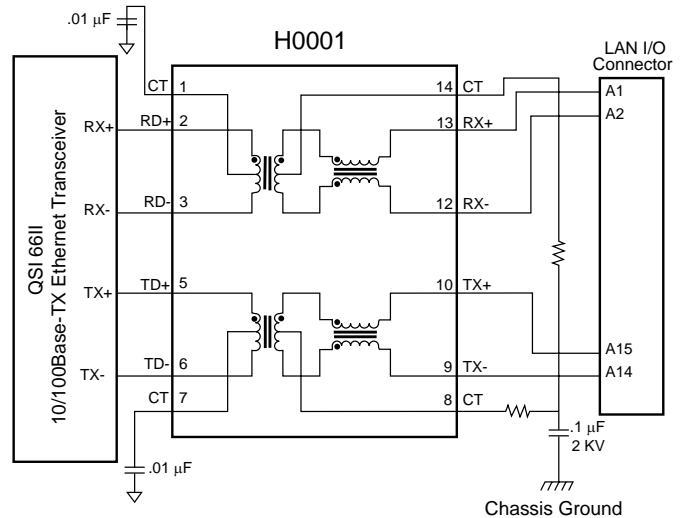 .01 µF
H0001
LAN I/O
Connector
QSI 66II
10/100Base-TX Ethernet Transceiver
CT 1
14 CT
A1
RX+ RD+ 2
13 RX+
A2
RX- RD- 3
12 RX-
TX+ TD+ 5
10 TX+
A15
TX- TD- 6
9 TX-
A14
CT 7
8 CT
.1 µF
2 KV
.01 µF
Chassis Ground